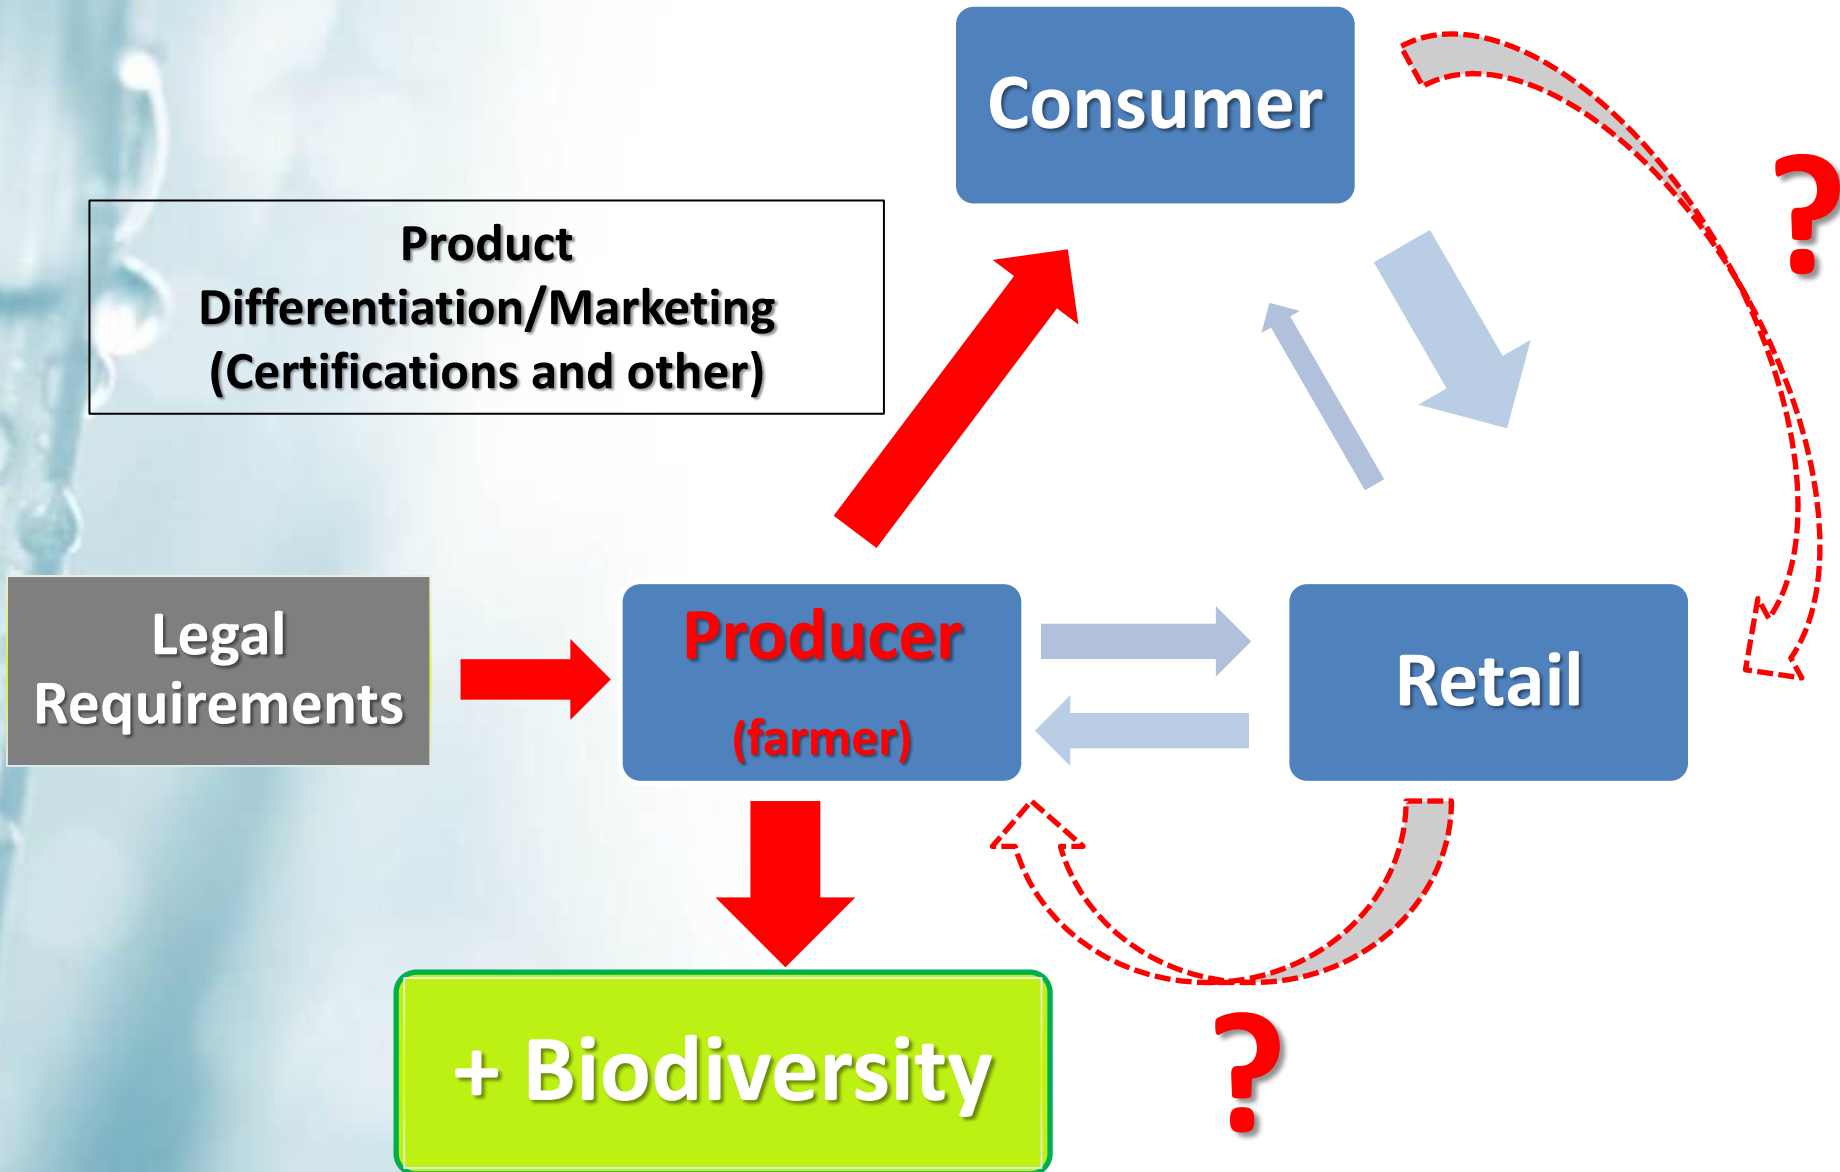 Consumer
?
Product
Differentiation/Marketing
(Certifications and other)
Legal
Requirements
Producer
(farmer)
Retail
+ Biodiversity
?